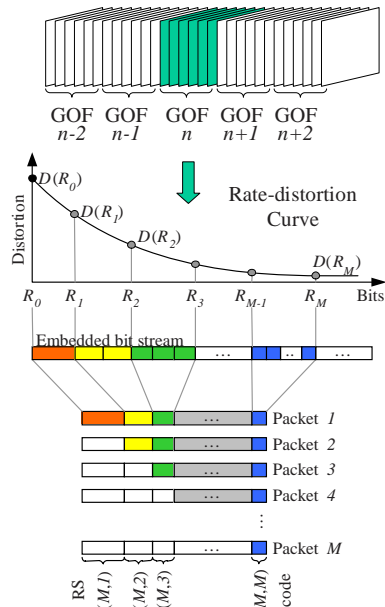 GOF GOF GOF GOF GOF
n-2 n-1 n n+1 n+2
Rate-distortion
Curve
Distortion
D(R0)
D(R1)
D(R2)
D(RM)
R0 R1 R2 R3 RM-1 RM Bits
Embedded bit stream
... .. ...
... Packet 1
... Packet 2
... Packet 3
... Packet 4
...
... Packet M
RS (M,1) (M,2) (M,3) (M,M) code